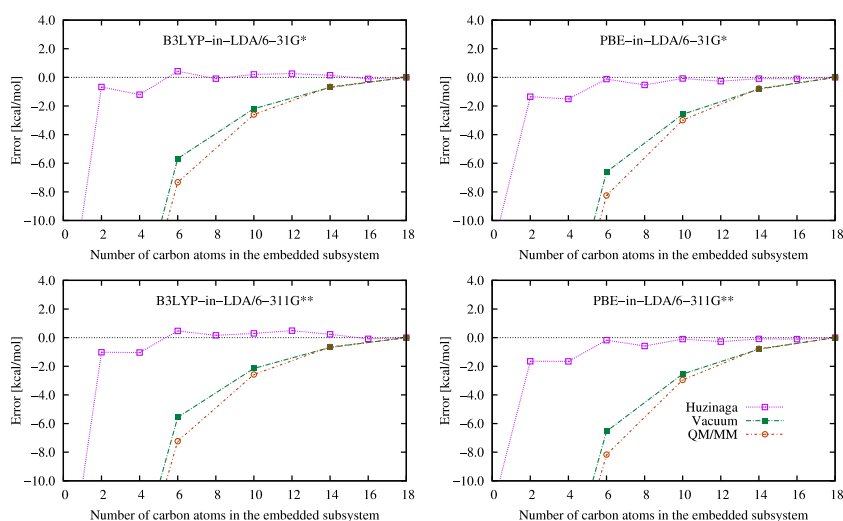 B3LYP−in−LDA/6−31G*
4.0
2.0
0.0
−2.0
−4.0
−6.0
−8.0
−10.0
Error [kcal/mol]
0 2 4 6 8 10 12 14 16 18
Number of carbon atoms in the embedded subsystem
PBE−in−LDA/6−31G*
4.0
2.0
0.0
−2.0
−4.0
−6.0
−8.0
−10.0
Error [kcal/mol]
0 2 4 6 8 10 12 14 16 18
Number of carbon atoms in the embedded subsystem
B3LYP−in−LDA/6−311G**
4.0
2.0
0.0
−2.0
−4.0
−6.0
−8.0
−10.0
Error [kcal/mol]
0 2 4 6 8 10 12 14 16 18
Number of carbon atoms in the embedded subsystem
PBE−in−LDA/6−311G**
4.0
2.0
0.0
−2.0
−4.0
−6.0
−8.0
−10.0
Error [kcal/mol]
Huzinaga
Vacuum
QM/MM
0 2 4 6 8 10 12 14 16 18
Number of carbon atoms in the embedded subsystem